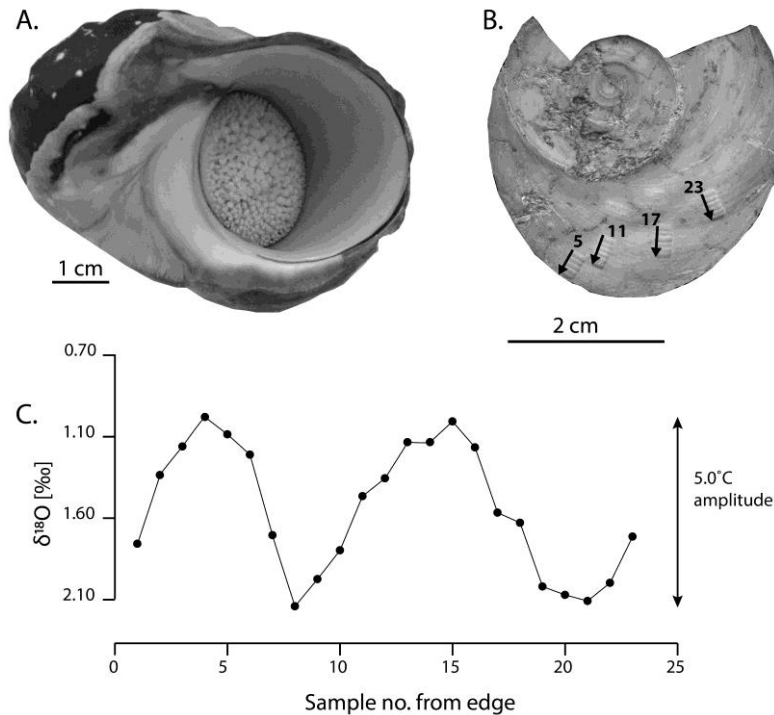 A.
1 cm
B.
5
11
17
23
2 cm
C.
0.70
1.10
1.60
2.10
δ¹⁸O [‰]
5.0˚C
amplitude
0
5
10
15
20
25
Sample no. from edge